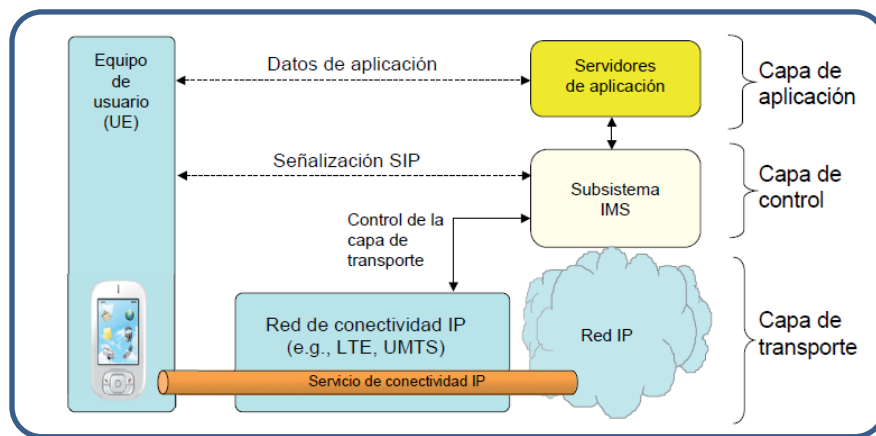 Equipo
de
usuario
(UE)
Datos de aplicación
Servidores
de aplicación
Capa de
aplicación
Señalización SIP
Subsistema
IMS
Capa de
control
Control de la
capa de
transporte
Red de conectividad IP
(e.g., LTE, UMTS)
Red IP
Capa de
transporte
Servicio de conectividad IP